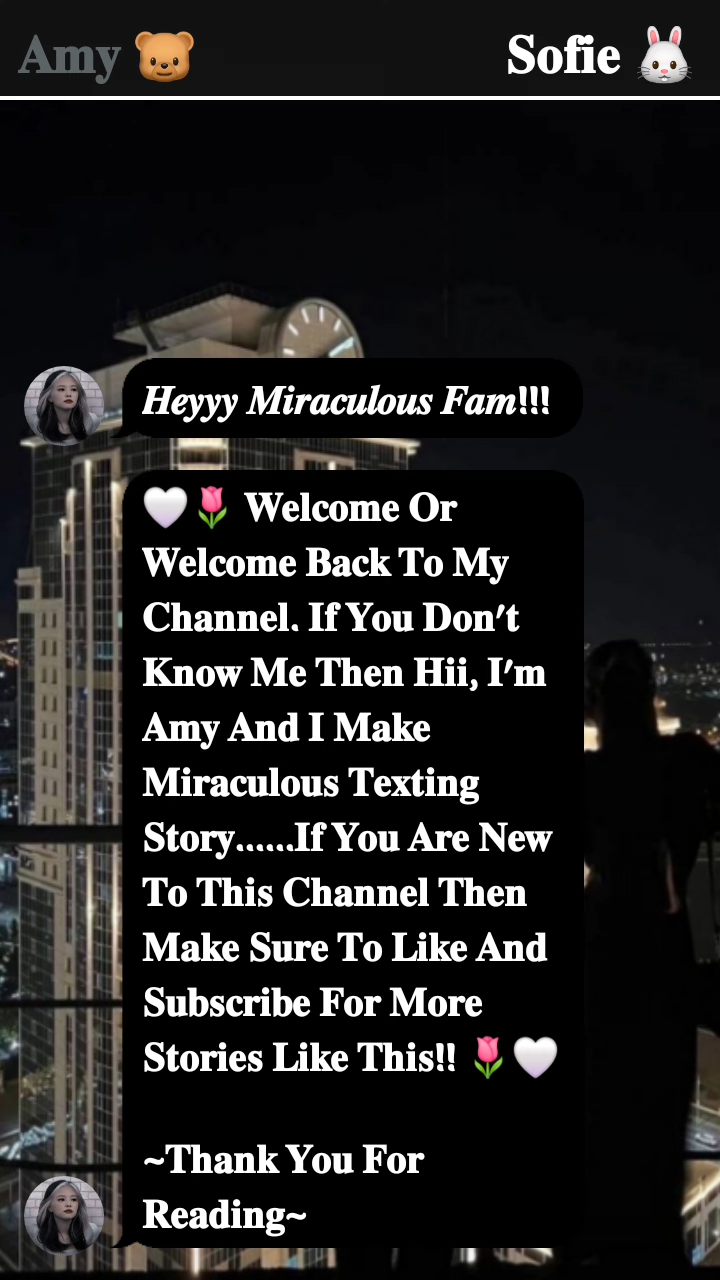 Amy 🐻
Sofie 🐰
Heyyy Miraculous Fam!!!
🤍🌷 Welcome Or
Welcome Back To My
Channel. If You Don't
Know Me Then Hii, I'm
Amy And I Make
Miraculous Texting
Story......If You Are New
To This Channel Then
Make Sure To Like And
Subscribe For More
Stories Like This!! 🌷🤍
~Thank You For
Reading~